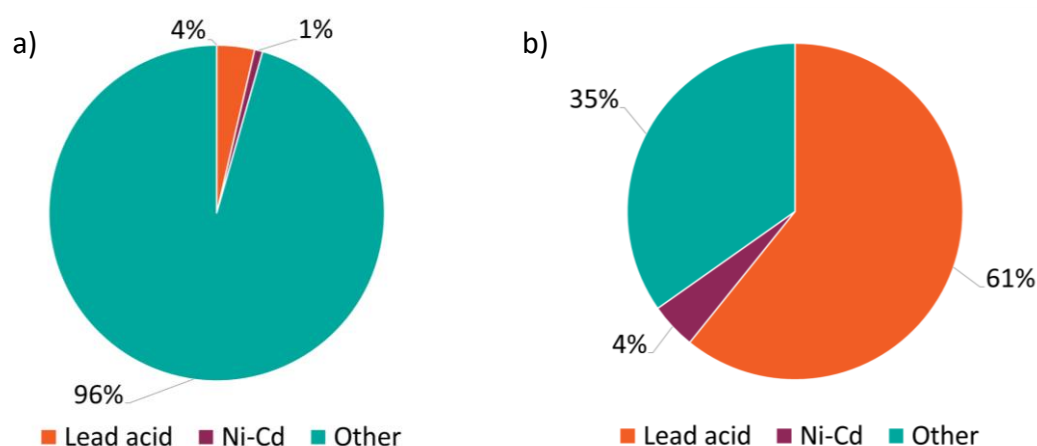 a)
4%
1%
96%
Lead acid Ni-Cd Other
b)
35%
61%
4%
Lead acid Ni-Cd Other